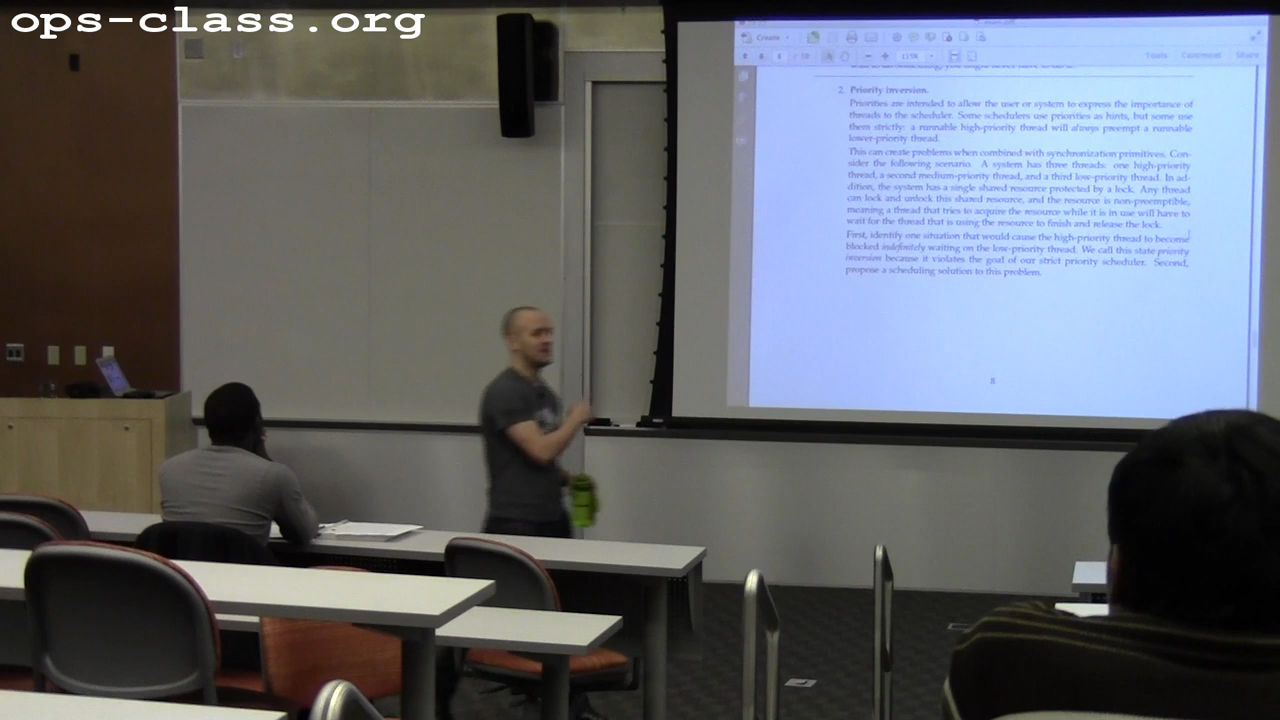 ops-class.org
Create
8
115%
Tools
Comment
Share
2. Priority inversion.
Priorities are intended to allow the user or system to express the importance of
threads to the scheduler. Some schedulers use priorities as hints, but some use
them strictly: a runnable high-priority thread will always preempt a runnable
lower-priority thread.
This can create problems when combined with synchronization primitives. Con-
sider the following scenario. A system has three threads: one high-priority
thread, a second medium-priority thread, and a third low-priority thread. In ad-
dition, the system has a single shared resource protected by a lock. Any thread
can lock and unlock this shared resource, and the resource is non-preemptible,
meaning a thread that tries to acquire the resource while it is in use will have to
wait for the thread that is using the resource to finish and release the lock.
First, identify one situation that would cause the high-priority thread to become
blocked indefinitely waiting on the low-priority thread. We call this state priority
inversion because it violates the goal of our strict priority scheduler. Second,
propose a scheduling solution to this problem.
8